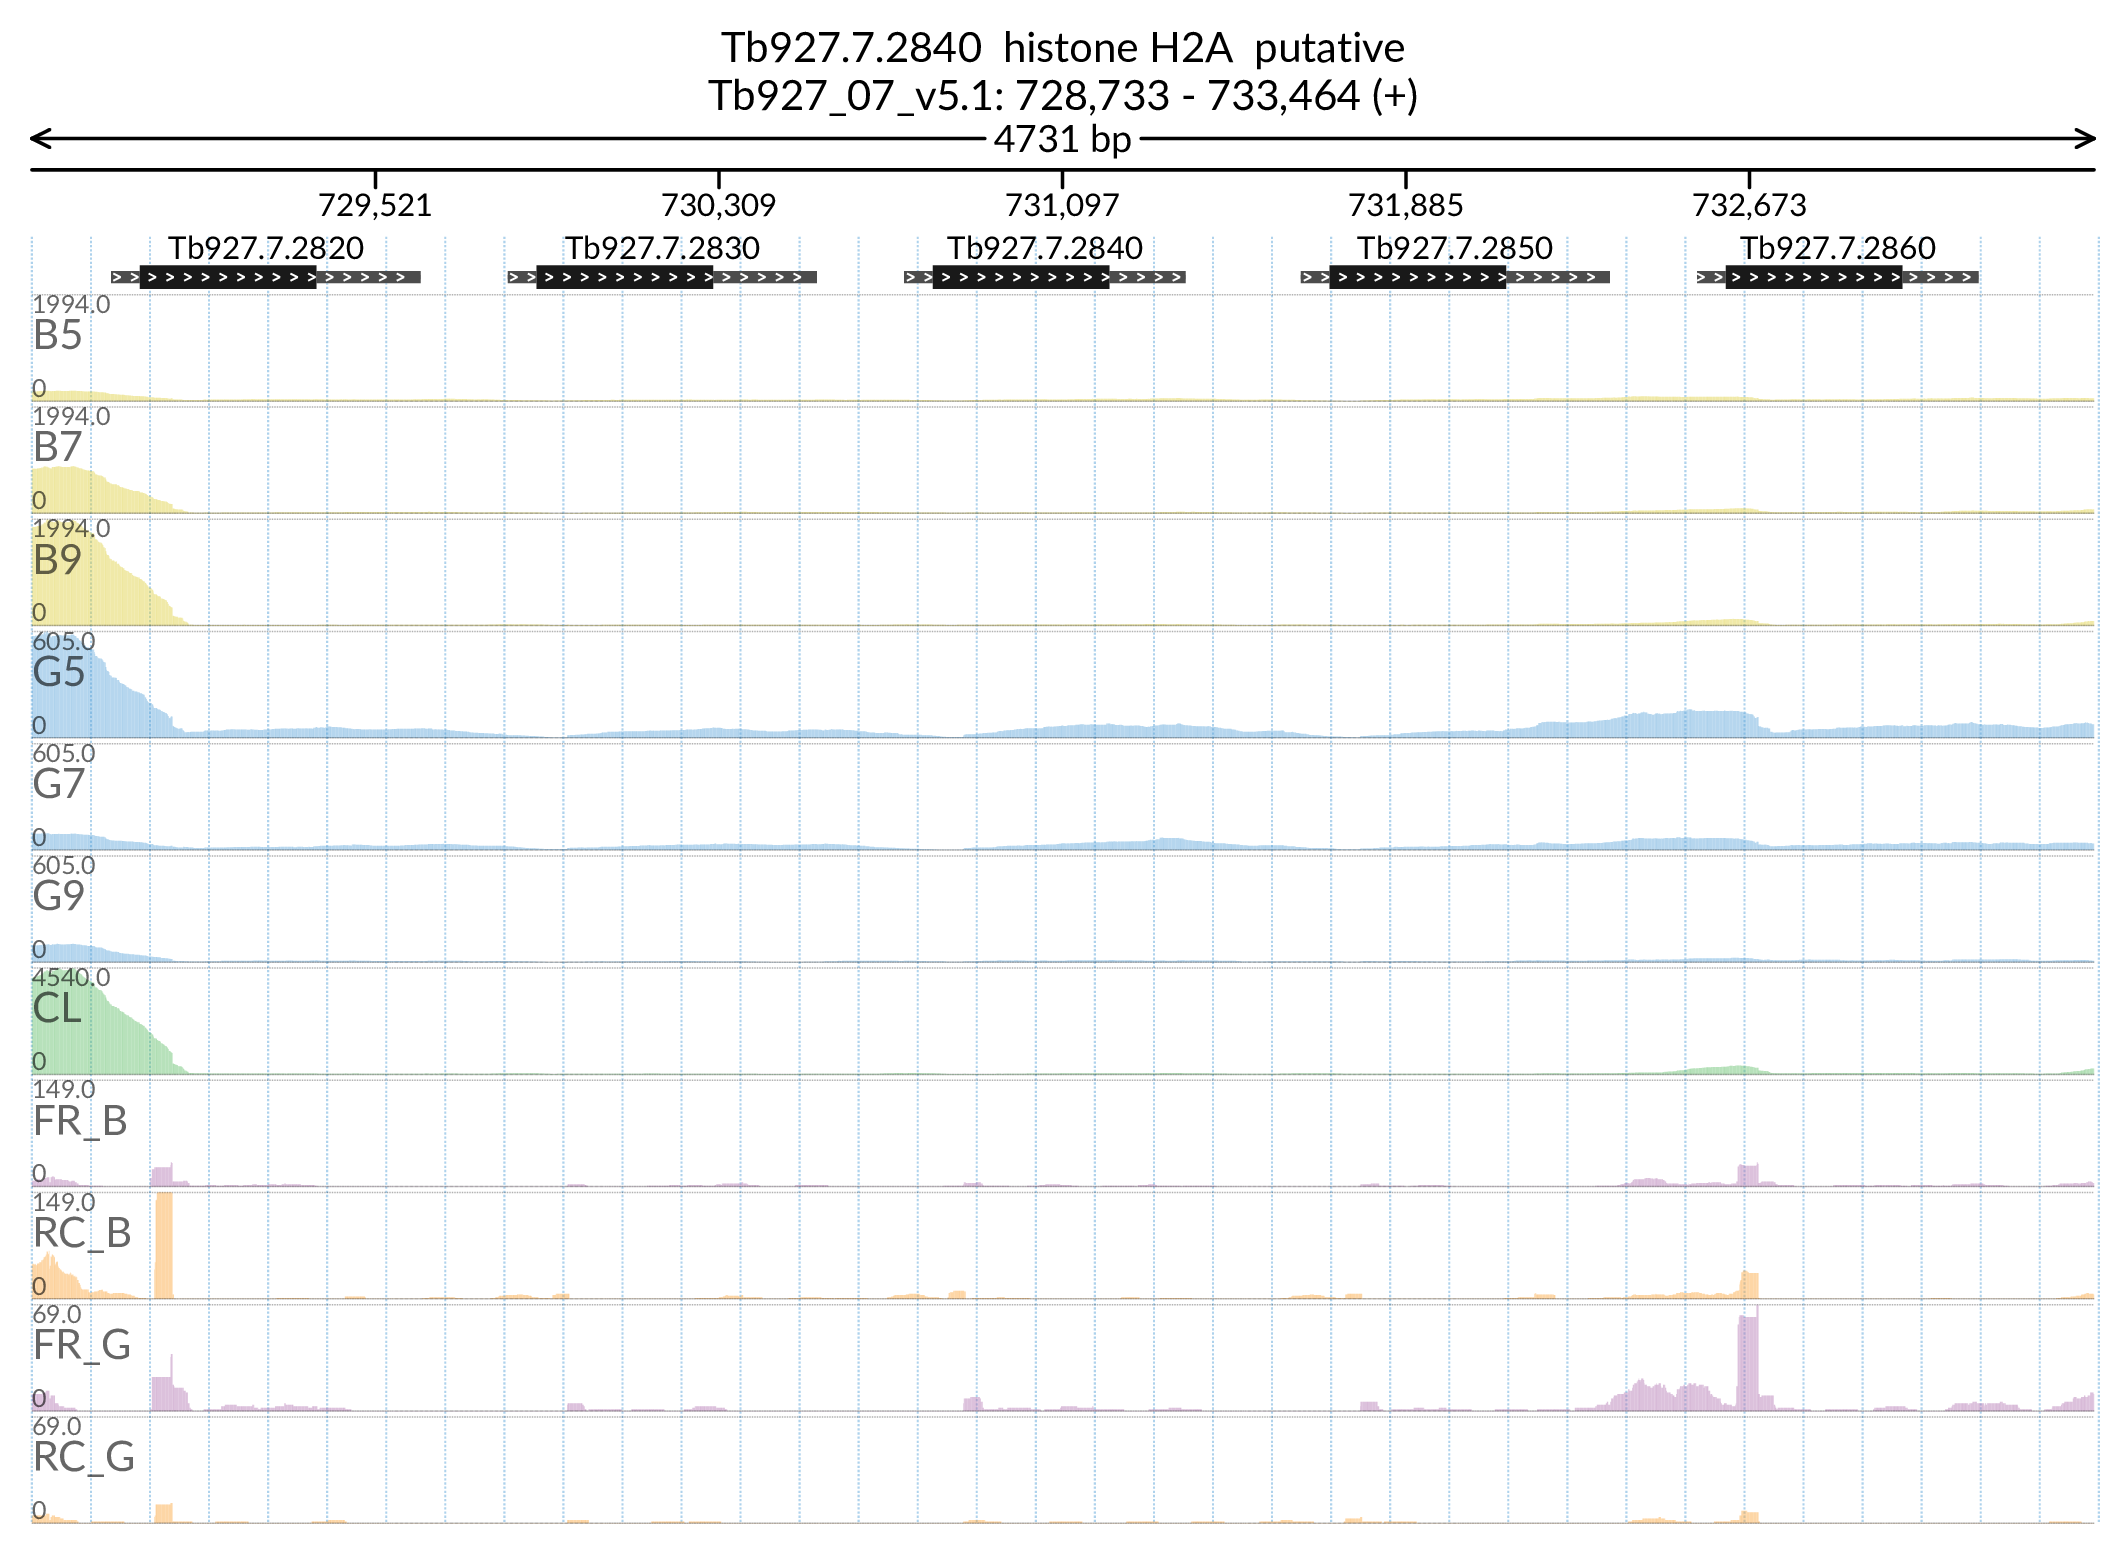 Tb927.7.2840 histone H2A putative
Tb927_07_v5.1: 728,733 - 733,464 (+)
4731 bp
729,521 730,309 731,097 731,885 732,673
Tb927.7.2820 Tb927.7.2830 Tb927.7.2840 Tb927.7.2850 Tb927.7.2860
1994.0
B5
0
1994.0
B7
0
1994.0
B9
0
605.0
G5
0
605.0
G7
0
605.0
G9
0
4540.0
CL
0
149.0
FR_B
0
149.0
RC_B
0
69.0
FR_G
0
69.0
RC_G
0